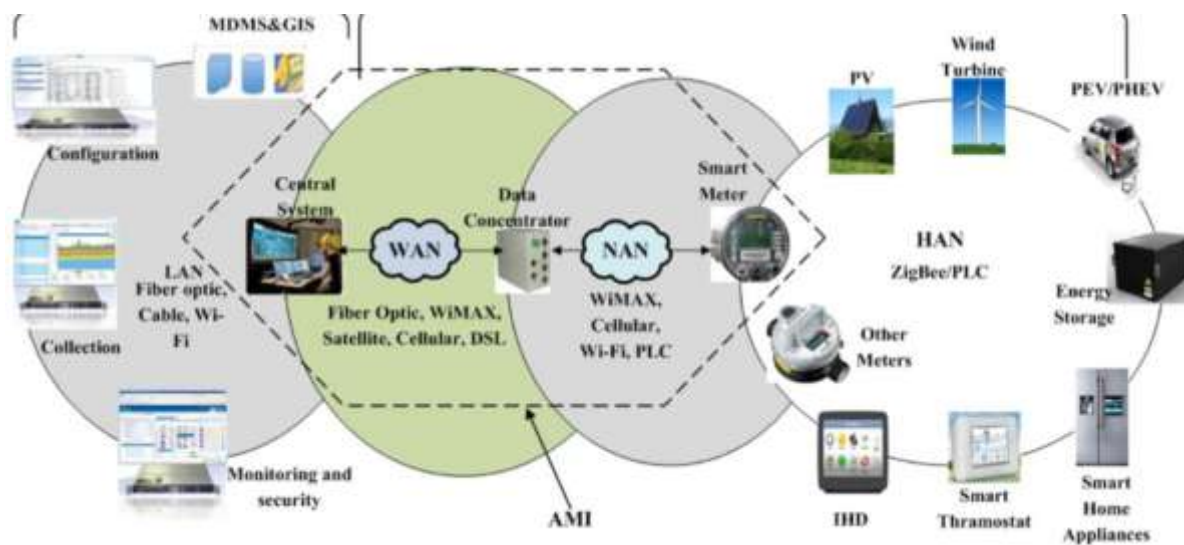 MDMS&GIS
Configuration
Collection
LAN
Fiber optic,
Cable, Wi-
Fi
Monitoring and
security
Central
System
WAN
Fiber Optic, WiMAX,
Satellite, Cellular, DSL
Data
Concentrator
NAN
WiMAX,
Cellular,
Wi-Fi, PLC
AMI
Smart
Meter
PV
Wind
Turbine
PEV/PHEV
HAN
ZigBee/PLC
Energy
Storage
Other
Meters
IHD
Smart
Thramostat
Smart
Home
Appliances